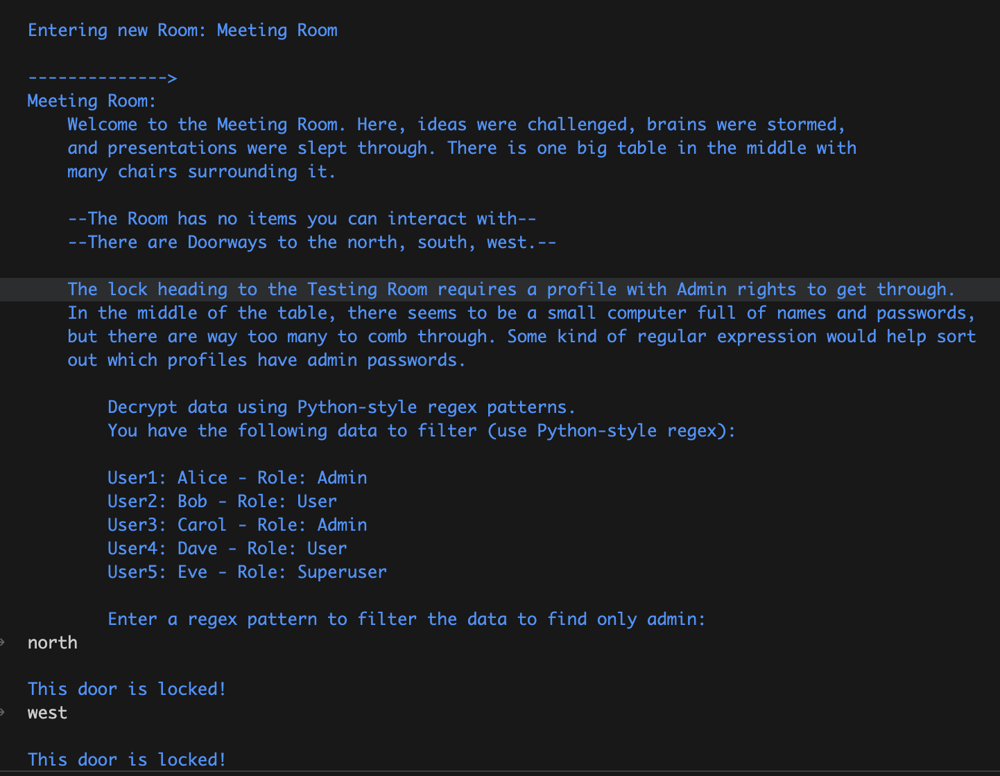 Entering new Room: Meeting Room
-------------->
Meeting Room:
Welcome to the Meeting Room. Here, ideas were challenged, brains were stormed,
and presentations were slept through. There is one big table in the middle with
many chairs surrounding it.
--The Room has no items you can interact with--
--There are Doorways to the north, south, west.--
The lock heading to the Testing Room requires a profile with Admin rights to get through.
In the middle of the table, there seems to be a small computer full of names and passwords,
but there are way too many to comb through. Some kind of regular expression would help sort
out which profiles have admin passwords.
Decrypt data using Python-style regex patterns.
You have the following data to filter (use Python-style regex):
User1: Alice - Role: Admin
User2: Bob - Role: User
User3: Carol - Role: Admin
User4: Dave - Role: User
User5: Eve - Role: Superuser
Enter a regex pattern to filter the data to find only admin:
north
This door is locked!
west
This door is locked!